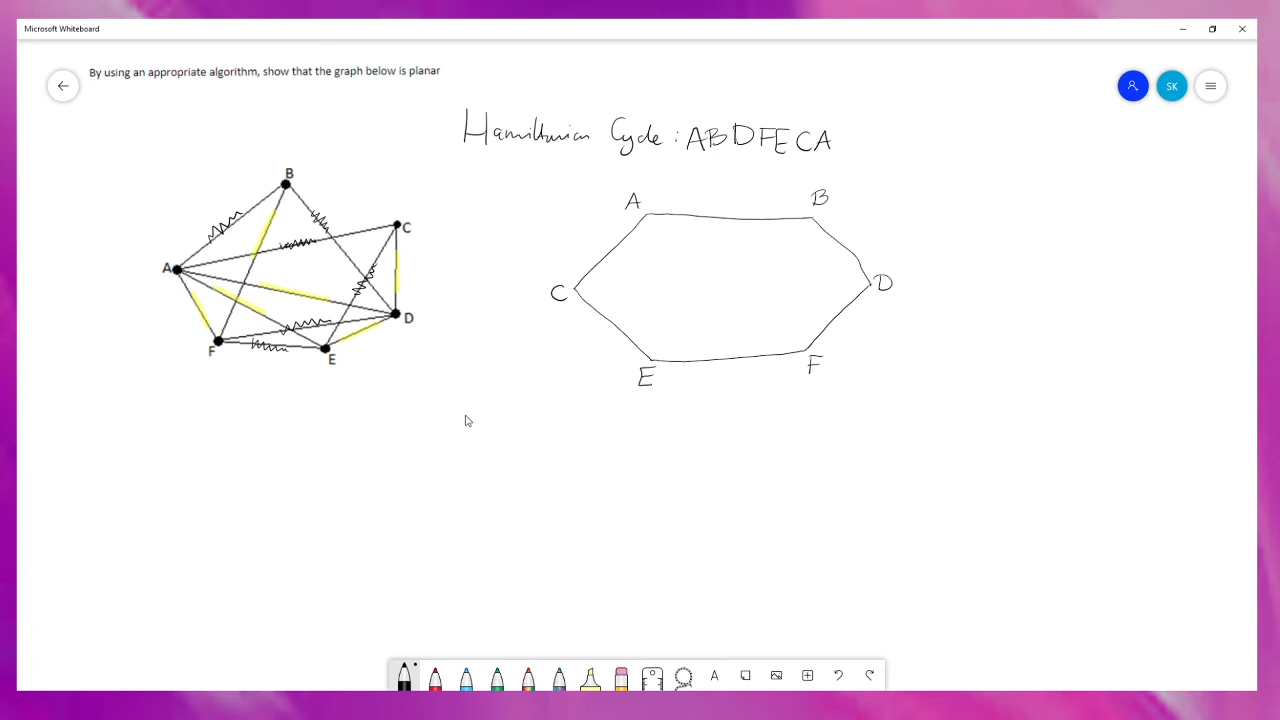 Microsoft Whiteboard
By using an appropriate algorithm, show that the graph below is planar
SK
Hamiltonian Cycle: ABDFECA
B
C
A
D
F
E
A
B
C
D
E
F
A